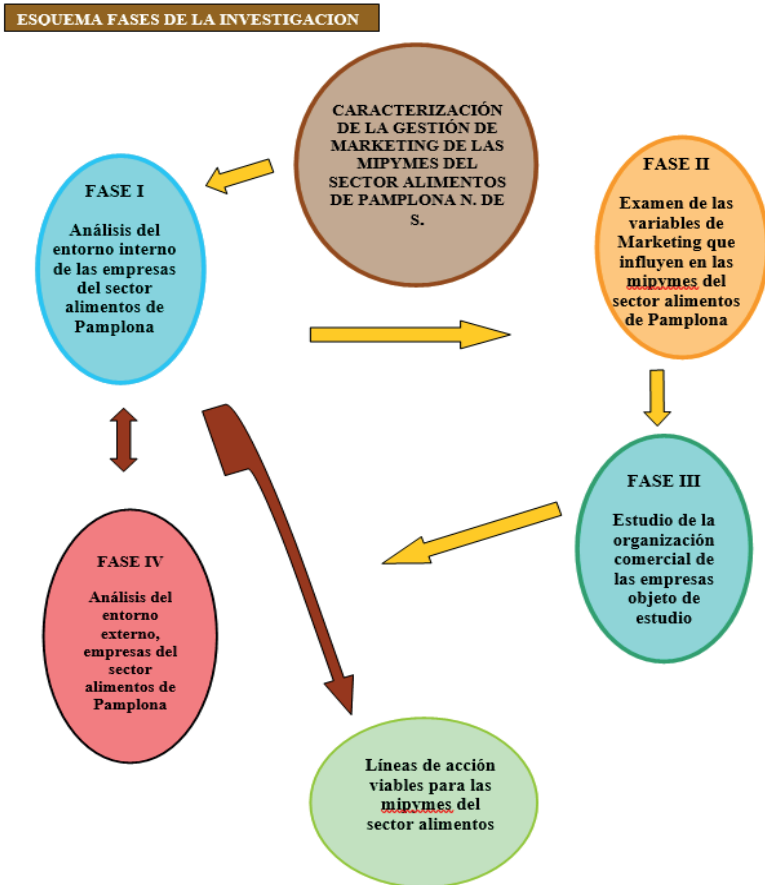 ESQUEMA FASES DE LA INVESTIGACION
CARACTERIZACIÓN
DE LA GESTIÓN DE
MARKETING DE LAS
MIPYMES DEL
SECTOR ALIMENTOS
DE PAMPLONA N. DE
S.
FASE I
Análisis del
entorno interno
de las empresas
del sector
alimentos de
Pamplona
FASE II
Examen de las
variables de
Marketing que
influyen en las
mipymes del
sector alimentos
de Pamplona
FASE III
Estudio de la
organización
comercial de
las empresas
objeto de
estudio
FASE IV
Análisis del
entorno
externo,
empresas del
sector
alimentos de
Pamplona
Líneas de acción
viables para las
mipymes del
sector alimentos